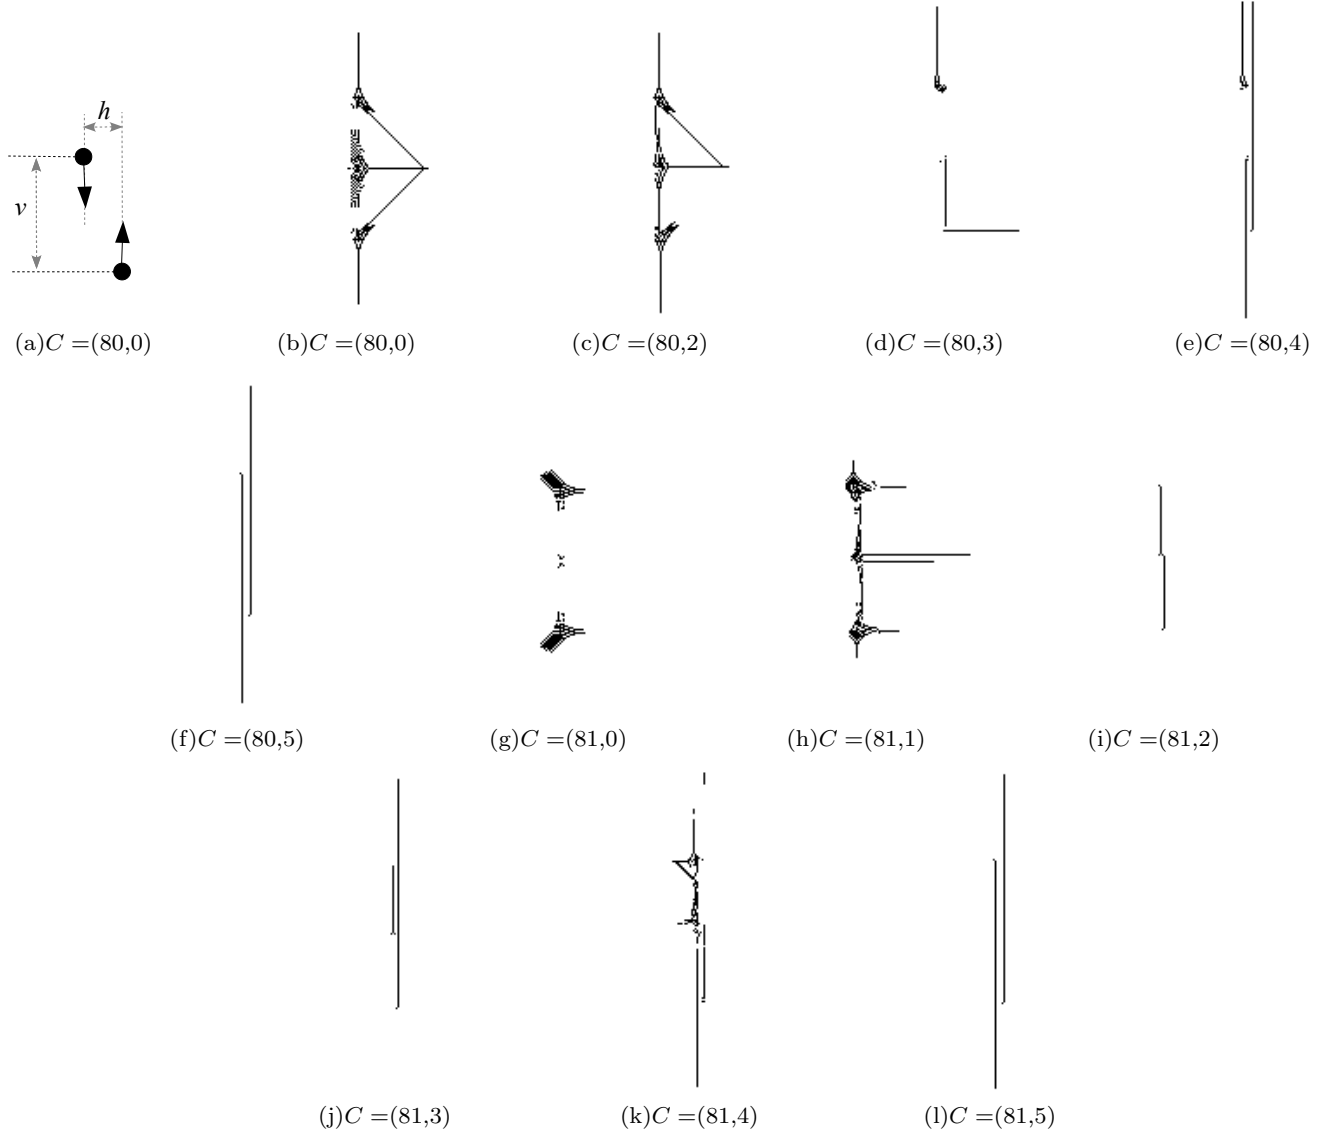 h
v
(a)C =(80,0)
(b)C =(80,0)
(c)C =(80,2)
(d)C =(80,3)
(e)C =(80,4)
(f)C =(80,5)
(g)C =(81,0)
(h)C =(81,1)
(i)C =(81,2)
(j)C =(81,3)
(k)C =(81,4)
(l)C =(81,5)